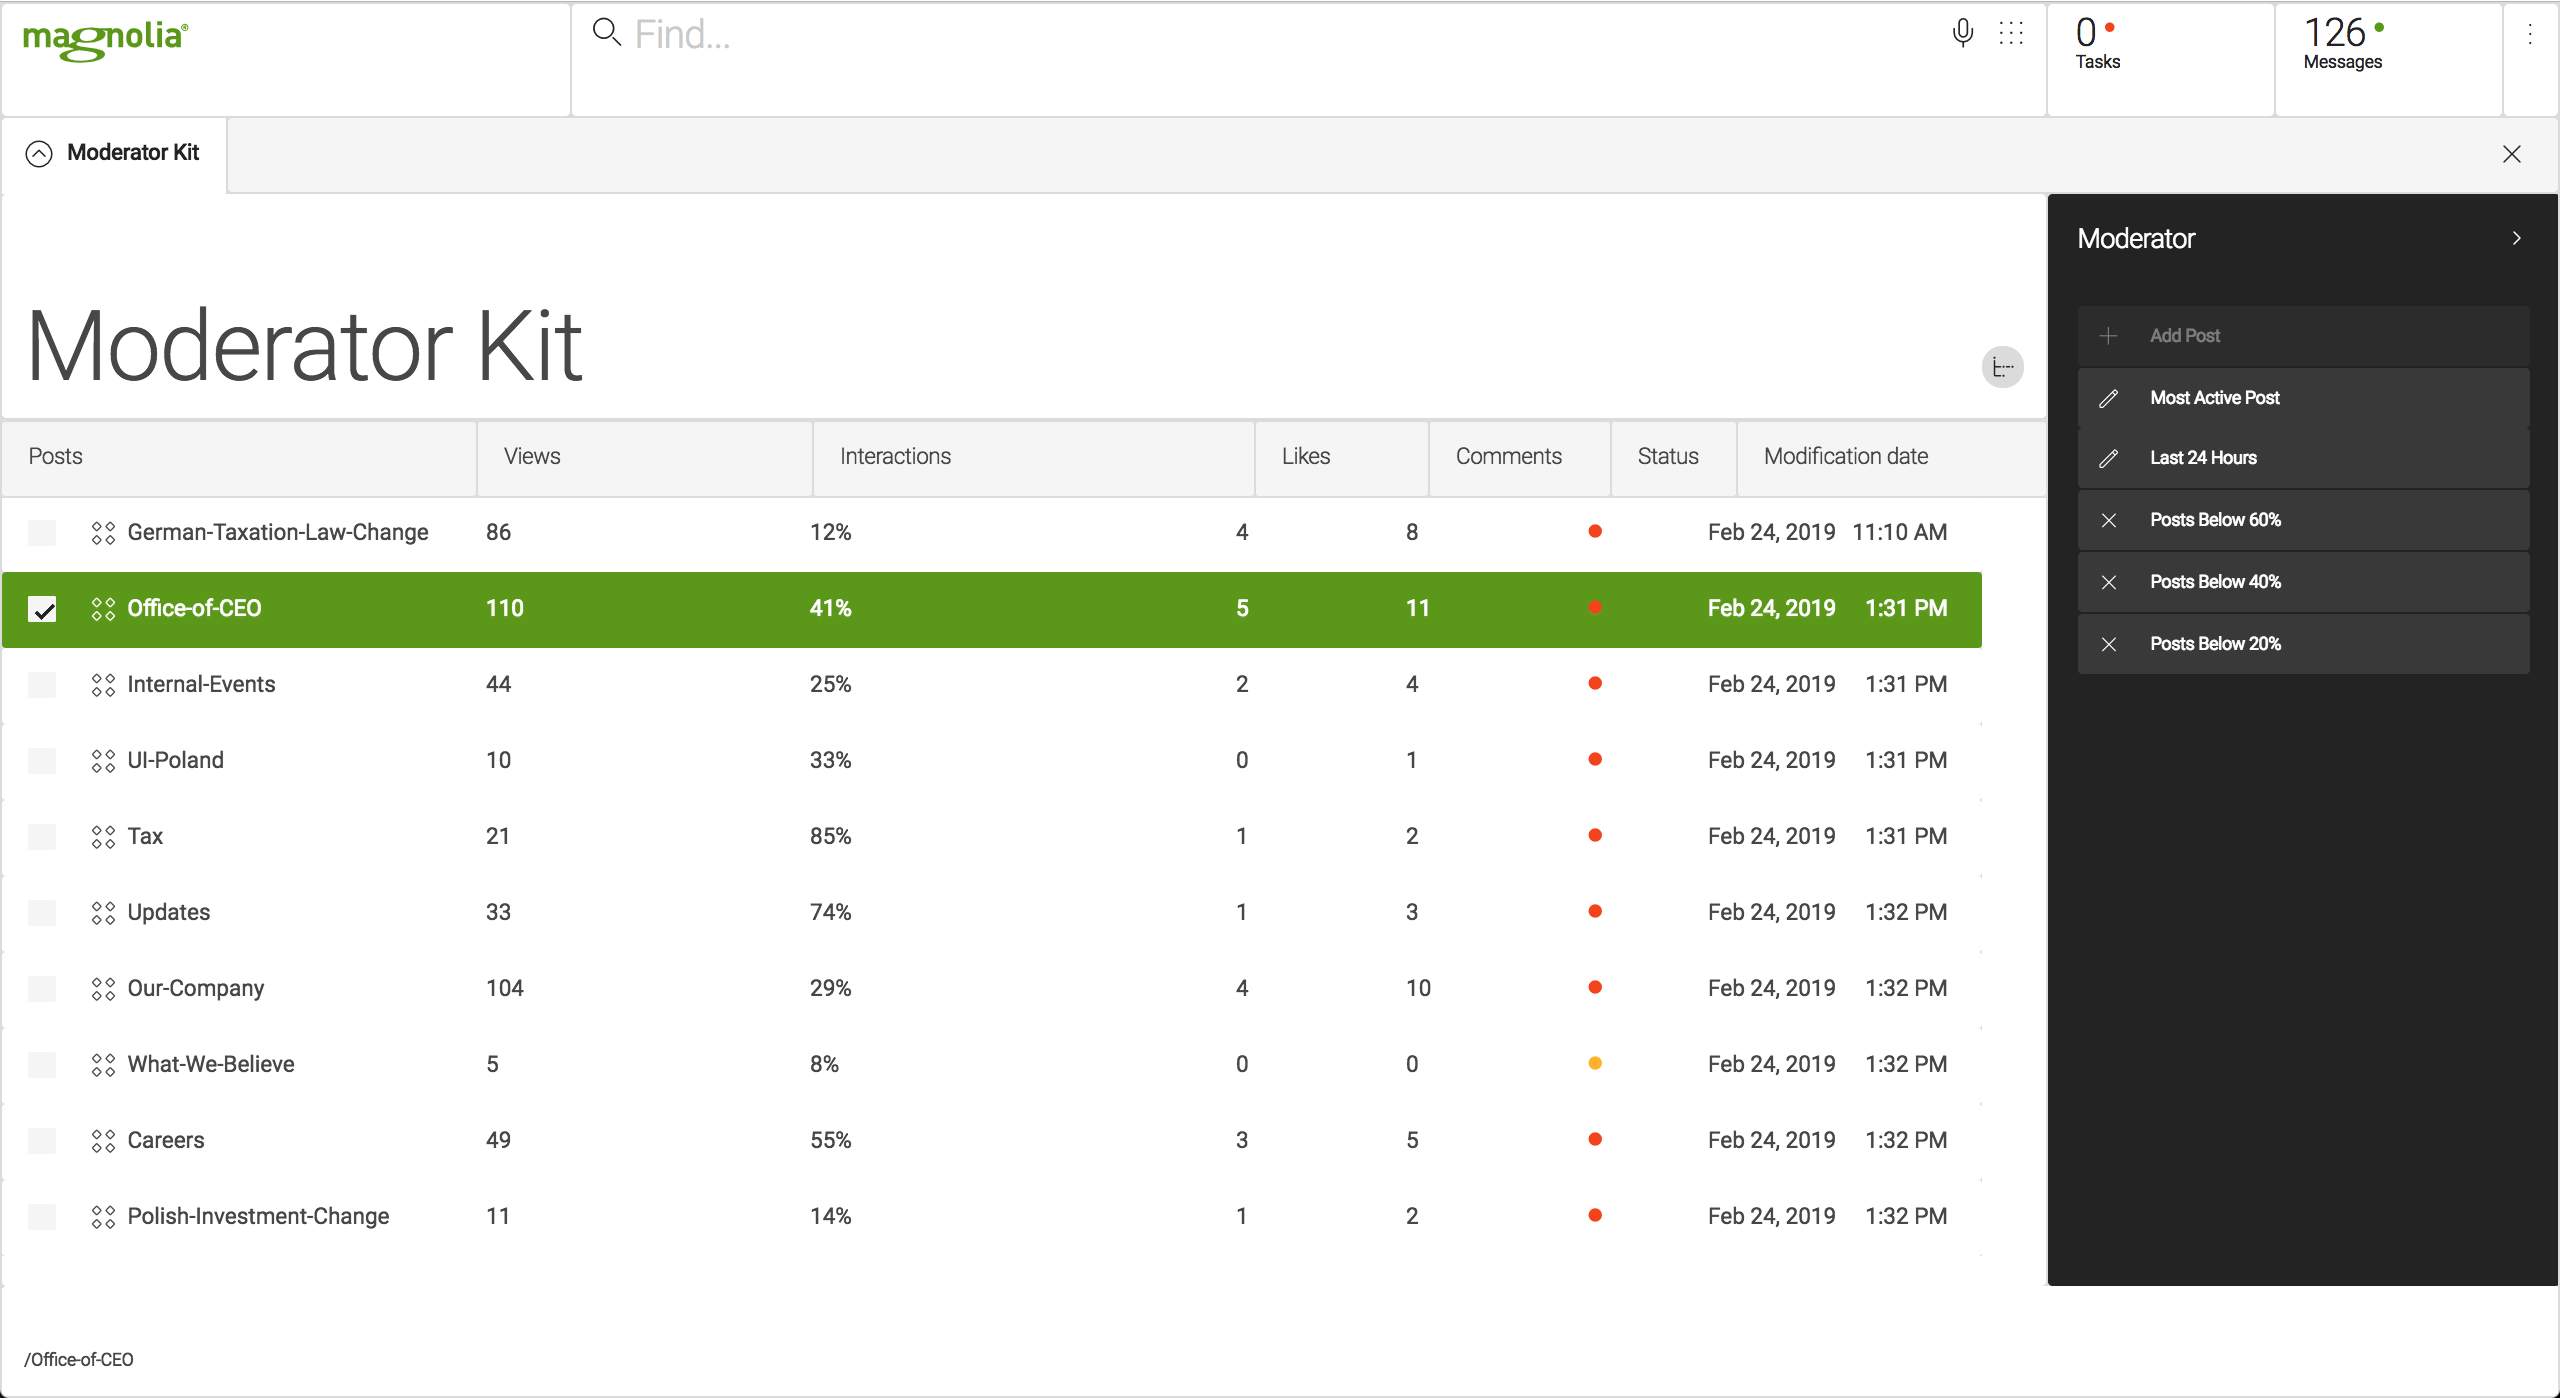 magnolia®
Find...
0
Tasks
126
Messages
Moderator Kit
Moderator Kit
Posts Views Interactions Likes Comments Status Modification date
German-Taxation-Law-Change 86 12% 4 8 Feb 24, 2019 11:10 AM
Office-of-CEO 110 41% 5 11 Feb 24, 2019 1:31 PM
Internal-Events 44 25% 2 4 Feb 24, 2019 1:31 PM
UI-Poland 10 33% 0 1 Feb 24, 2019 1:31 PM
Tax 21 85% 1 2 Feb 24, 2019 1:31 PM
Updates 33 74% 1 3 Feb 24, 2019 1:32 PM
Our-Company 104 29% 4 10 Feb 24, 2019 1:32 PM
What-We-Believe 5 8% 0 0 Feb 24, 2019 1:32 PM
Careers 49 55% 3 5 Feb 24, 2019 1:32 PM
Polish-Investment-Change 11 14% 1 2 Feb 24, 2019 1:32 PM
Moderator
Add Post
Most Active Post
Last 24 Hours
Posts Below 60%
Posts Below 40%
Posts Below 20%
/Office-of-CEO